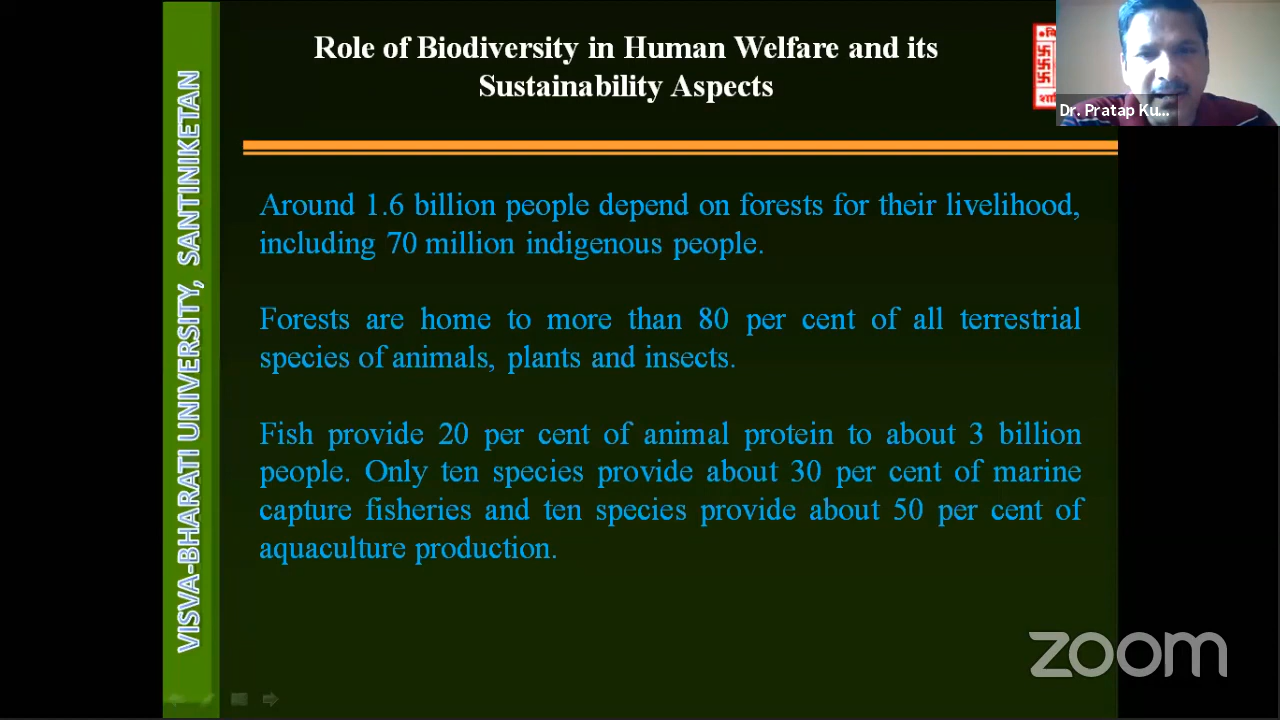 Role of Biodiversity in Human Welfare and its
Sustainability Aspects
Dr. Pratap Ku...
VISVA-BHARATI UNIVERSITY, SANTINIKETAN
Around 1.6 billion people depend on forests for their livelihood,
including 70 million indigenous people.
Forests are home to more than 80 per cent of all terrestrial
species of animals, plants and insects.
Fish provide 20 per cent of animal protein to about 3 billion
people. Only ten species provide about 30 per cent of marine
capture fisheries and ten species provide about 50 per cent of
aquaculture production.
zoom